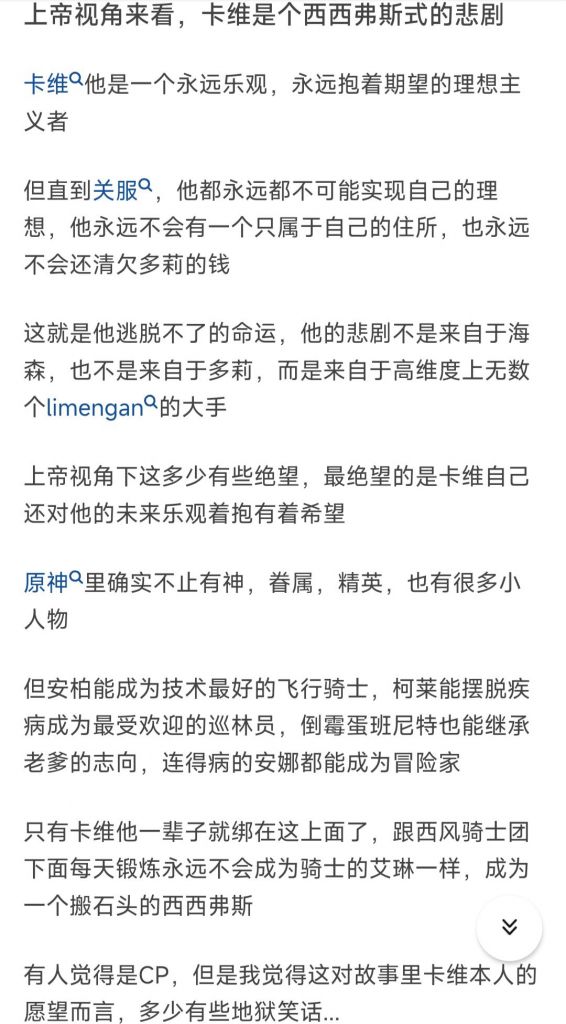 上帝视角来看，卡维是个西西弗斯式的悲剧
卡维他是一个永远乐观，永远抱着期望的理想主
义者
但直到关服，他都永远都不可能实现自己的理
想，他永远不会有一个只属于自己的住所，也永远
不会还清欠多莉的钱
这就是他逃脱不了的命运，他的悲剧不是来自于海
森，也不是来自于多莉，而是来自于高维度上无数
个limengan的大手
上帝视角下这多少有些绝望，最绝望的是卡维自己
还对他的未来乐观着抱有着希望
原神里确实不止有神，眷属，精英，也有很多小
人物
但安柏能成为技术最好的飞行骑士，柯莱能摆脱疾
病成为最受欢迎的巡林员，倒霉蛋班尼特也能继承
老爹的志向，连得病的安娜都能成为冒险家
只有卡维他一辈子就绑在这上面了，跟西风骑士团
下面每天锻炼永远不会成为骑士的艾琳一样，成为
一个搬石头的西西弗斯
有人觉得是CP，但是我觉得这对故事里卡维本人的
愿望而言，多少有些地狱笑话...